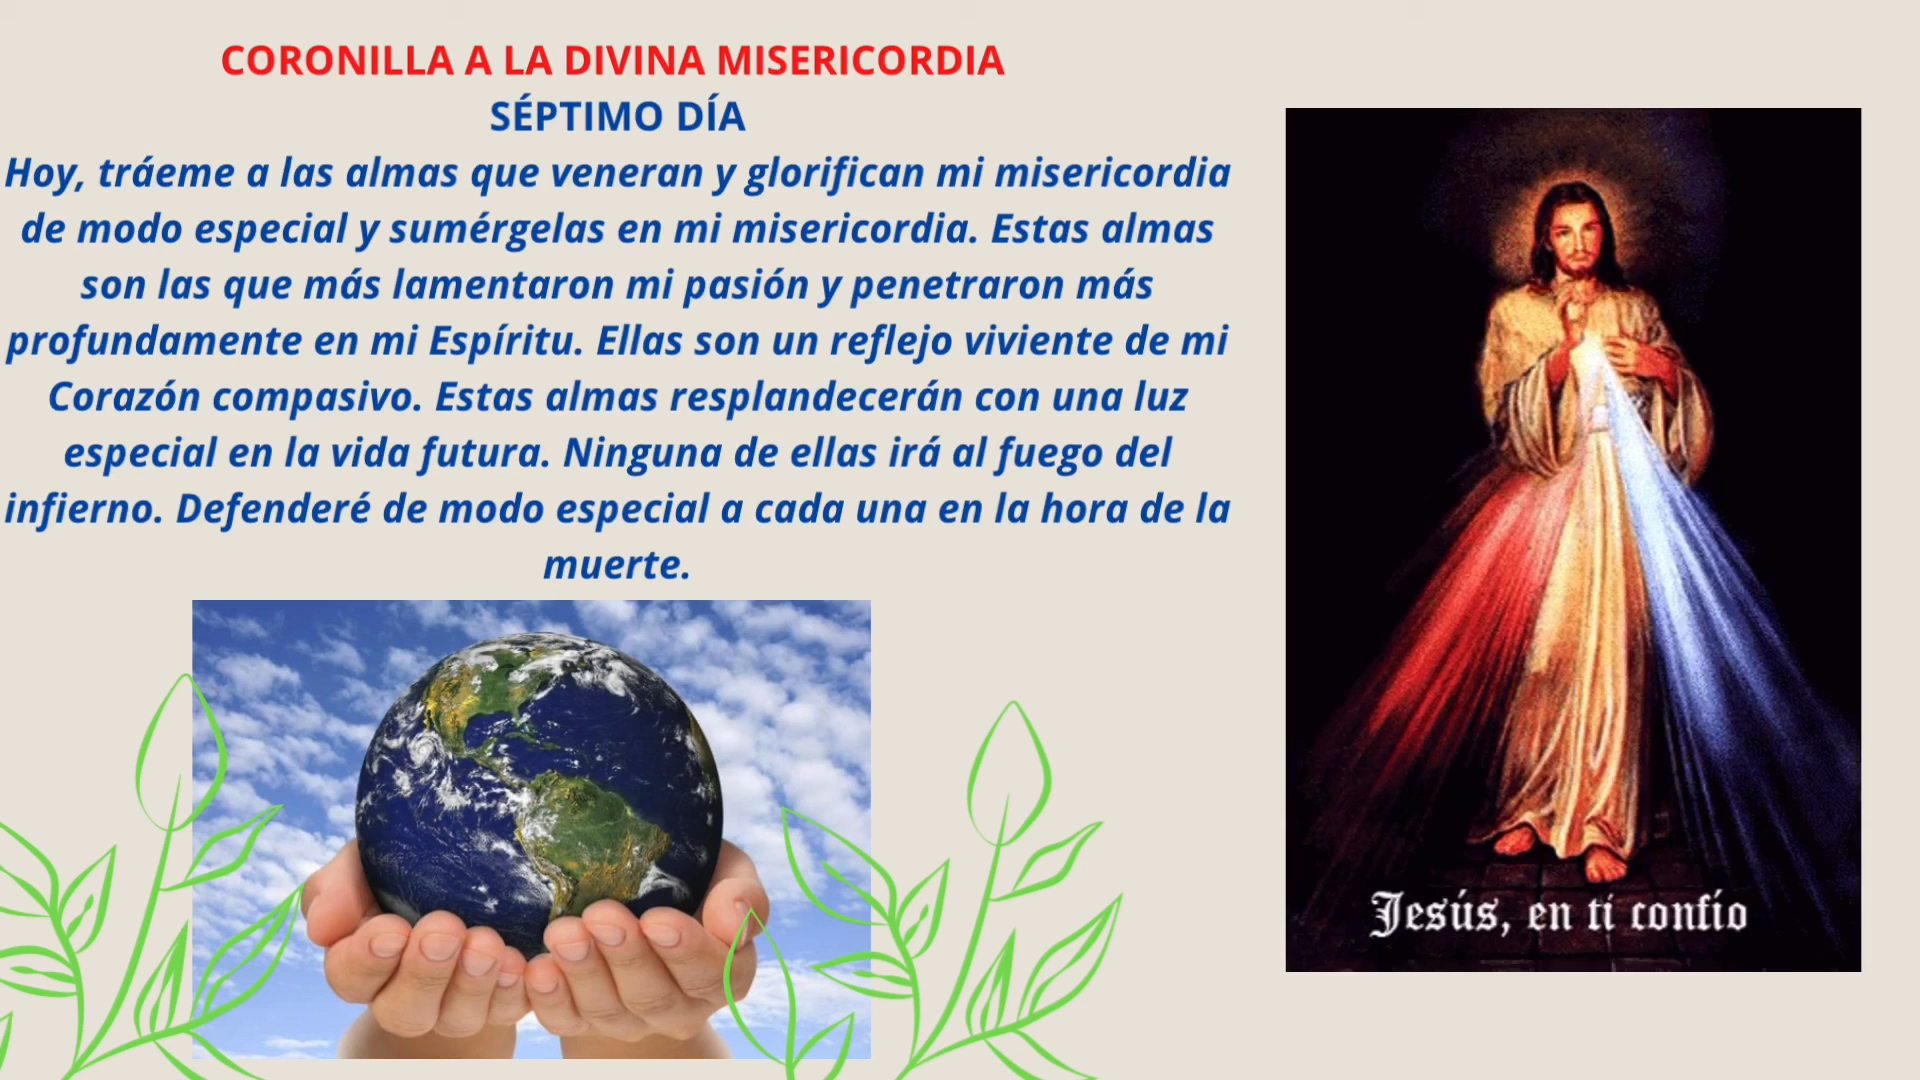 CORONILLA A LA DIVINA MISERICORDIA
SÉPTIMO DÍA
Hoy, tráeme a las almas que veneran y glorifican mi misericordia
de modo especial y sumérgelas en mi misericordia. Estas almas
son las que más lamentaron mi pasión y penetraron más
profundamente en mi Espíritu. Ellas son un reflejo viviente de mi
Corazón compasivo. Estas almas resplandecerán con una luz
especial en la vida futura. Ninguna de ellas irá al fuego del
infierno. Defenderé de modo especial a cada una en la hora de la
muerte.
Jesús, en ti confío